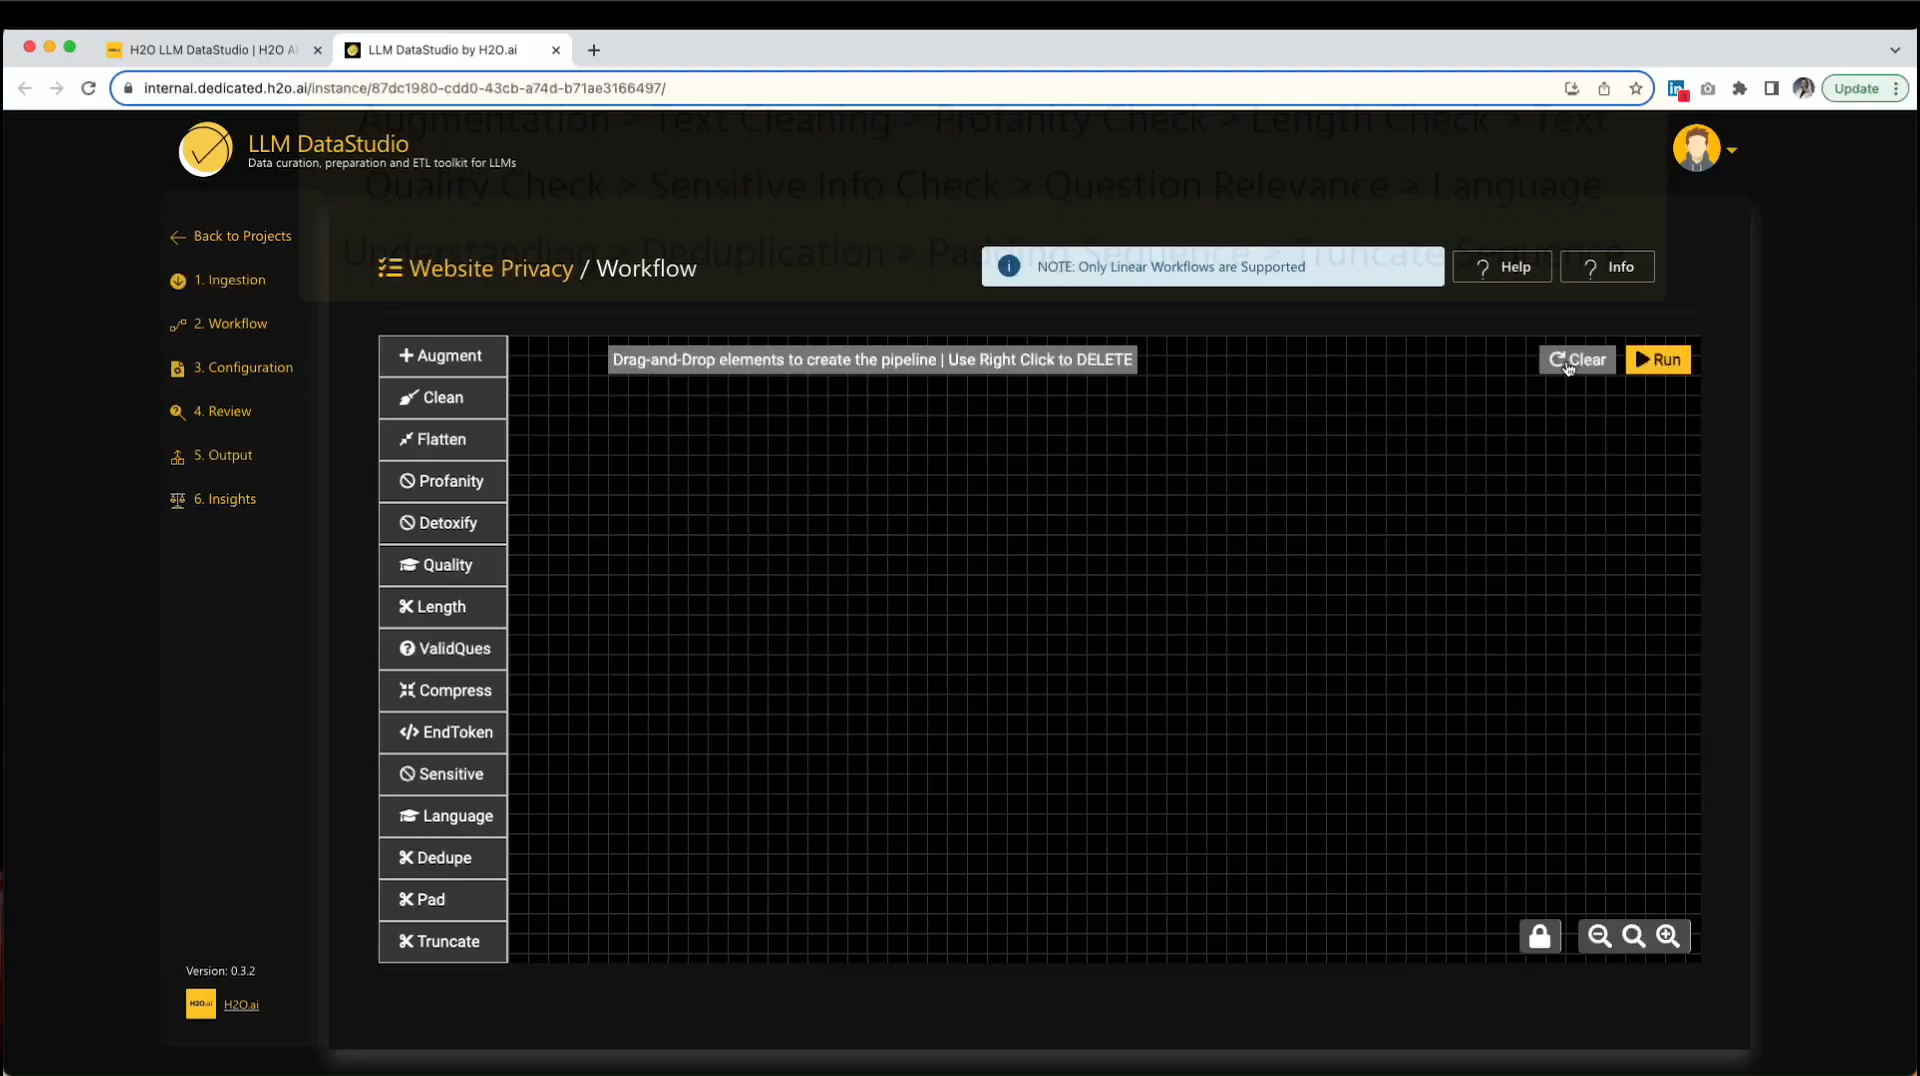 H2O LLM DataStudio | H2O A
LLM DataStudio by H2O.ai
internal.dedicated.h2o.ai/instance/87dc1980-cdd0-43cb-a74d-b71ae3166497/
Update
Augmentation > Text Cleaning > Profanity Check > Length Check > Text
Quality Check > Sensitive Info Check > Question Relevance > Language
Understanding > Deduplication > Padding Sequence > Truncate Sequence
LLM DataStudio
Data curation, preparation and ETL toolkit for LLMs
Back to Projects
1. Ingestion
2. Workflow
3. Configuration
4. Review
5. Output
6. Insights
Version: 0.3.2
H2O.ai
H2O.ai
Website Privacy / Workflow
NOTE: Only Linear Workflows are Supported
? Help
? Info
Augment
Clean
Flatten
Profanity
Detoxify
Quality
Length
ValidQues
Compress
EndToken
Sensitive
Language
Dedupe
Pad
Truncate
Drag-and-Drop elements to create the pipeline | Use Right Click to DELETE
Clear
Run